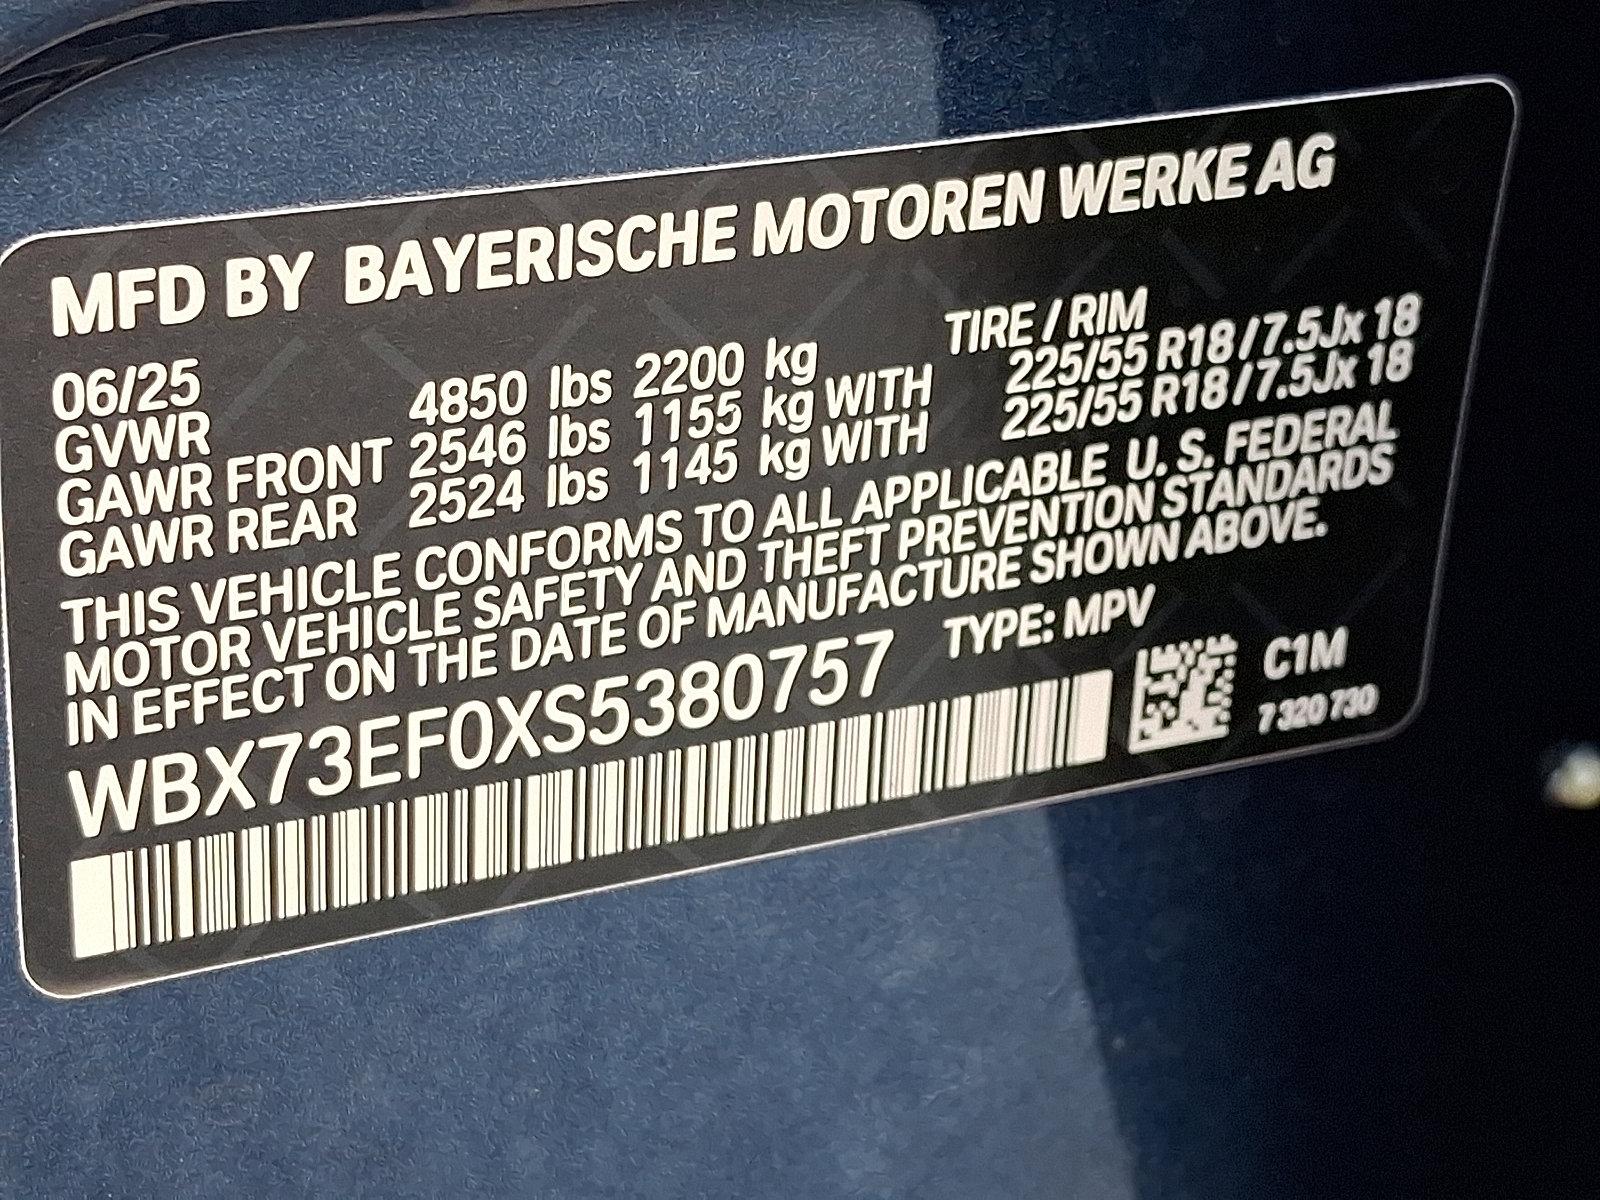 MFD BY BAYERISCHE MOTOREN WERKE AG
06/25 TIRE / RIM
GVWR 4850 lbs 2200 kg
GAWR FRONT 2546 lbs 1155 kg WITH 225/55 R18 / 7.5Jx 18
GAWR REAR 2524 lbs 1145 kg WITH 225/55 R18 / 7.5Jx 18
THIS VEHICLE CONFORMS TO ALL APPLICABLE U. S. FEDERAL
MOTOR VEHICLE SAFETY AND THEFT PREVENTION STANDARDS
IN EFFECT ON THE DATE OF MANUFACTURE SHOWN ABOVE.
WBX73EF0XS5380757 TYPE: MPV
C1M
7 320 730